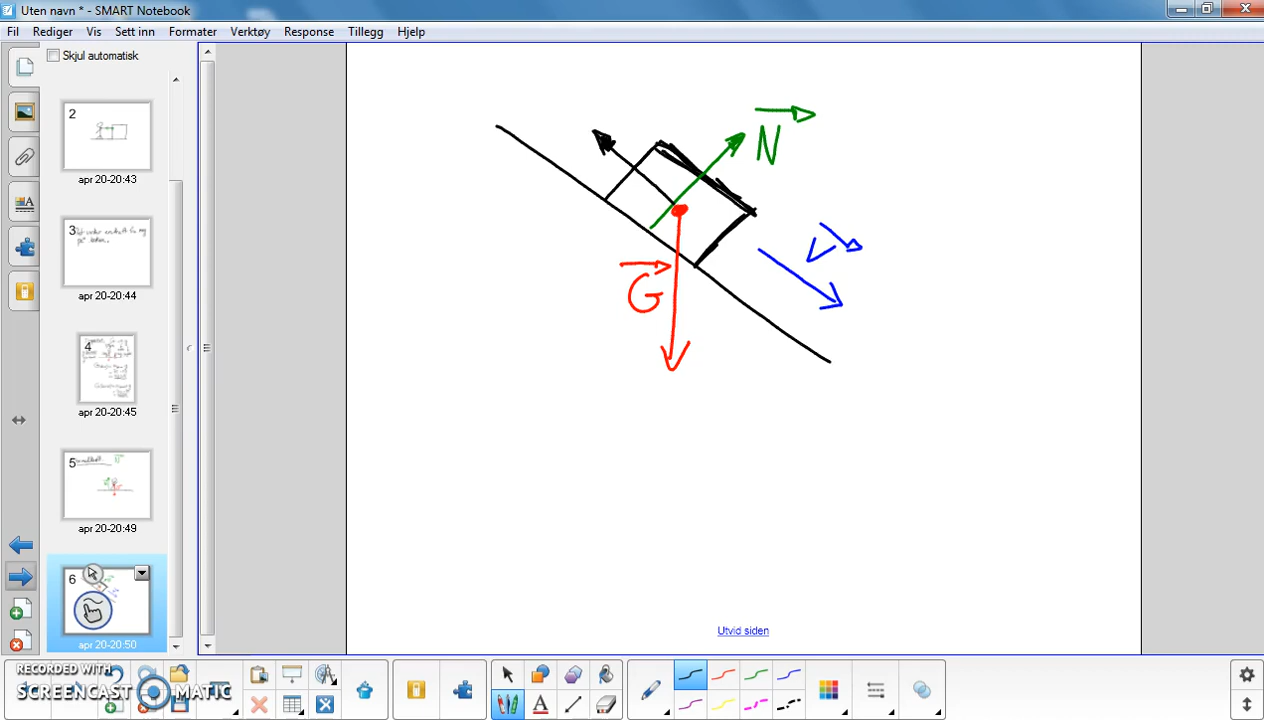 Uten navn * - SMART Notebook
Fil Rediger Vis Sett inn Formater Verktøy Response Tillegg Hjelp
Skjul automatisk
2
apr 20-20:43
3
apr 20-20:44
4
apr 20-20:45
5
apr 20-20:49
6
apr 20-20:50
N
V
G
Utvid siden
RECORDED WITH
SCREENCAST MATIC